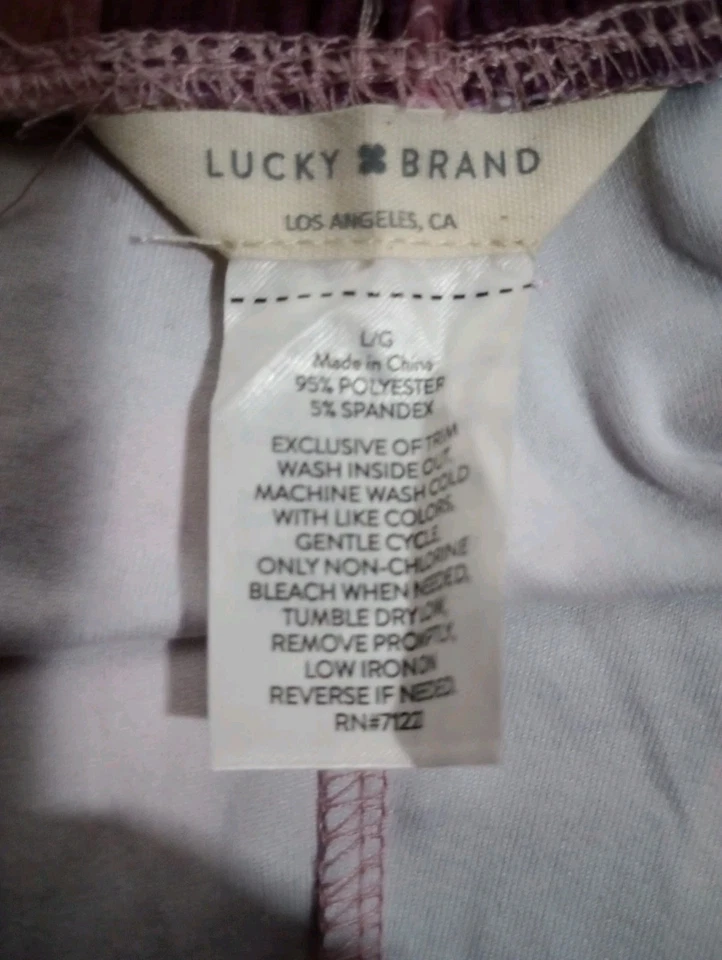 LUCKY BRAND
LOS ANGELES, CA
L/G
Made in China
95% POLYESTER
5% SPANDEX
EXCLUSIVE OF TRIM
WASH INSIDE OUT,
MACHINE WASH COLD
WITH LIKE COLORS,
GENTLE CYCLE,
ONLY NON-CHLORINE
BLEACH WHEN NEEDED,
TUMBLE DRY LOW,
REMOVE PROMPTLY,
LOW IRON ON
REVERSE IF NEEDED.